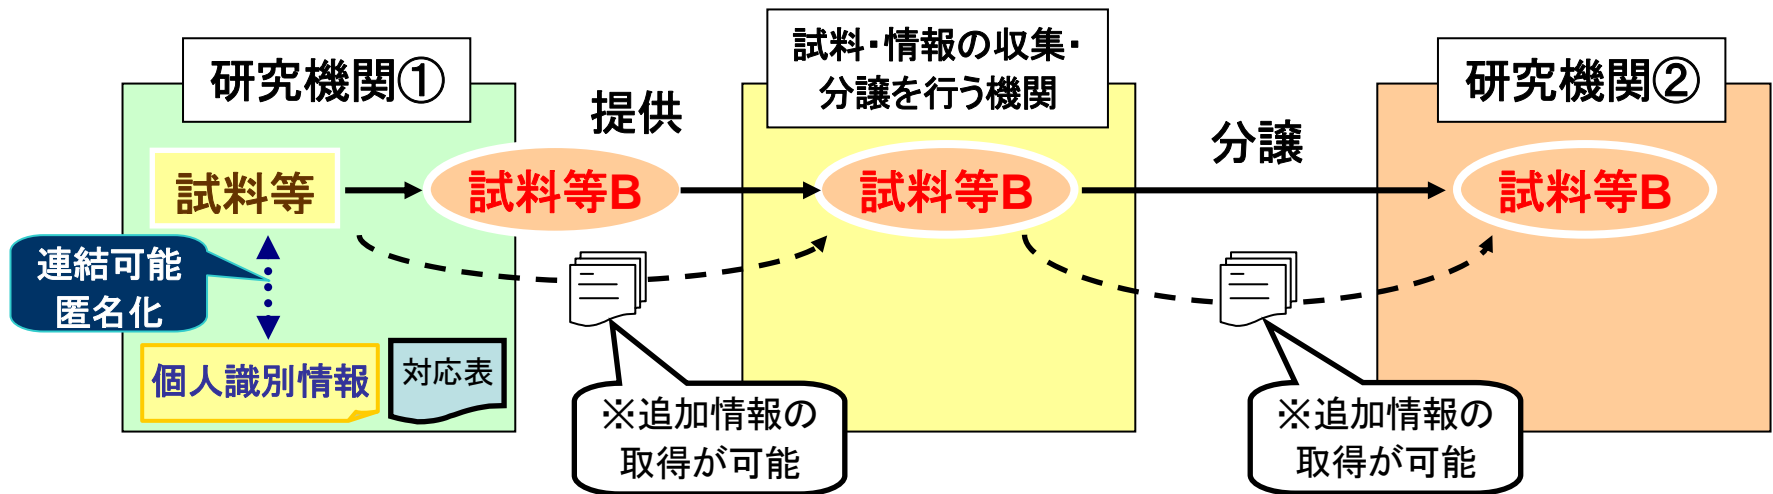 研究機関①
試料・情報の収集・
分譲を行う機関
研究機関②
提供
分譲
試料等
試料等B
試料等B
試料等B
連結可能
匿名化
個人識別情報
対応表
※追加情報の
取得が可能
※追加情報の
取得が可能